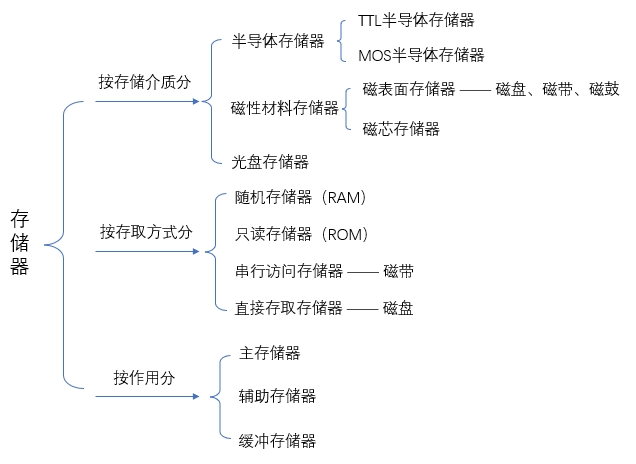 存储器
按存储介质分
半导体存储器
TTL半导体存储器
MOS半导体存储器
磁性材料存储器
磁表面存储器 —— 磁盘、磁带、磁鼓
磁芯存储器
光盘存储器
按存取方式分
随机存储器（RAM）
只读存储器（ROM）
串行访问存储器 —— 磁带
直接存取存储器 —— 磁盘
按作用分
主存储器
辅助存储器
缓冲存储器